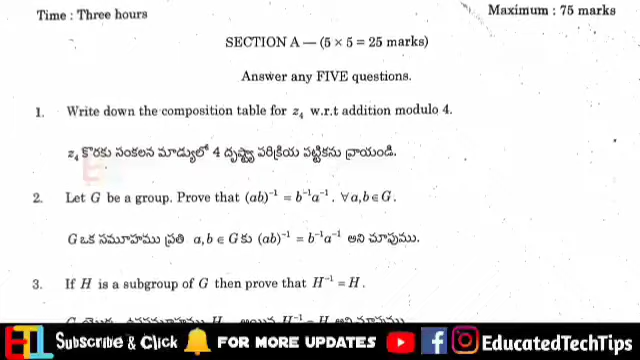 Time : Three hours
Maximum : 75 marks
SECTION A — (5 × 5 = 25 marks)
Answer any FIVE questions.
1. Write down the composition table for z₄ w.r.t addition modulo 4.
z₄ కొరకు సంకలన మాడ్యులో 4 దృష్ట్యా పరిక్రియ పట్టికను వ్రాయండి.
2. Let G be a group. Prove that (ab)⁻¹ = b⁻¹a⁻¹. ∀a,b ∈ G.
G ఒక సమూహము ప్రతి a, b ∈ G కు (ab)⁻¹ = b⁻¹a⁻¹ అని చూపుము.
3. If H is a subgroup of G then prove that H⁻¹ = H.
ETL Subscribe & Click FOR MORE UPDATES EducatedTechTips